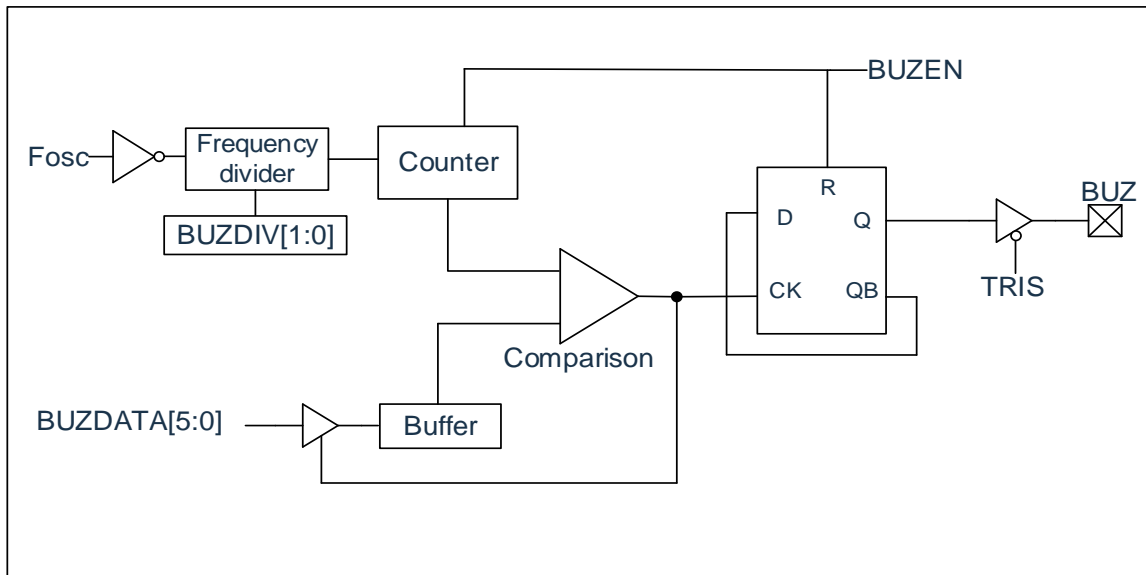 BUZEN
Fosc
Frequency
divider
Counter
BUZDIV[1:0]
R
D
Q
BUZ
CK
QB
TRIS
Comparison
BUZDATA[5:0]
Buffer